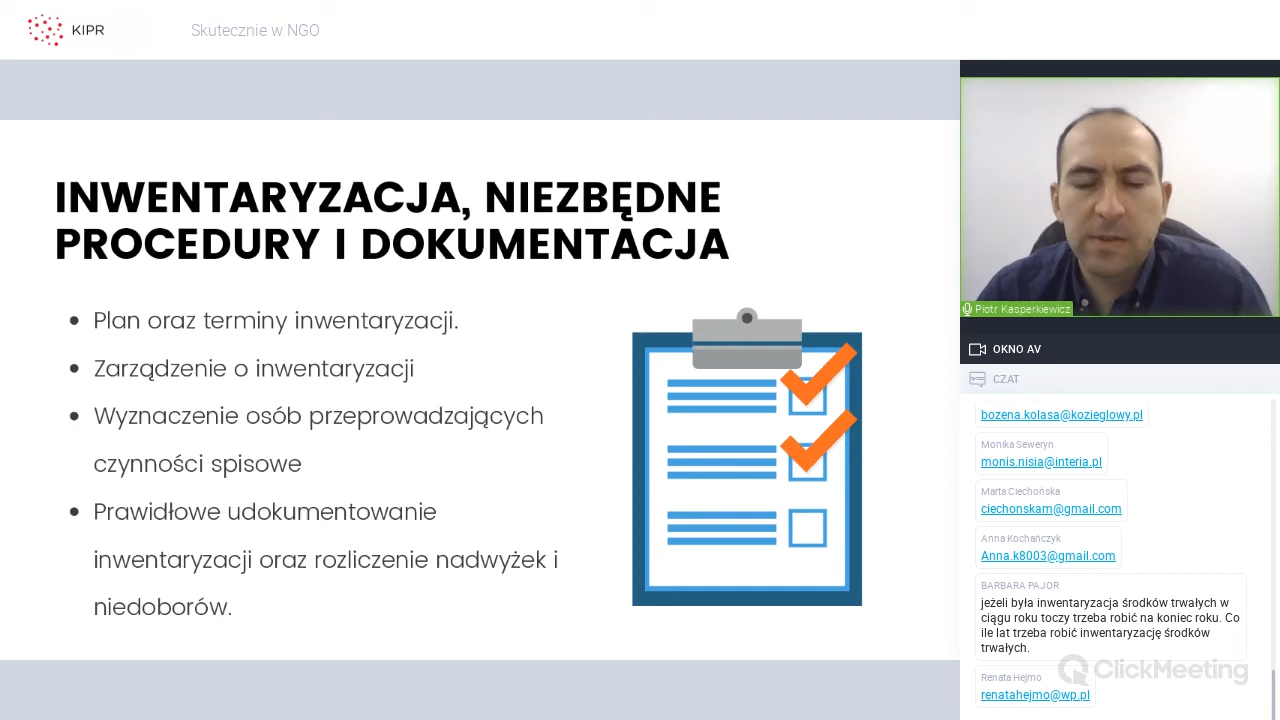 KIPR
Skutecznie w NGO
INWENTARYZACJA, NIEZBĘDNE
PROCEDURY I DOKUMENTACJA
• Plan oraz terminy inwentaryzacji.
• Zarządzenie o inwentaryzacji
• Wyznaczenie osób przeprowadzających
czynności spisowe
• Prawidłowe udokumentowanie
inwentaryzacji oraz rozliczenie nadwyżek i
niedoborów.
Piotr Kasperkiewicz
OKNO AV
CZAT
bozena.kolasa@kozieglowy.pl
Monika Seweryn
monis.nisia@interia.pl
Marta Ciechońska
ciechonskam@gmail.com
Anna Kochańczyk
Anna.k8003@gmail.com
BARBARA PAJOR
jeżeli była inwentaryzacja środków trwałych w
ciągu roku toczy trzeba robić na koniec roku. Co
ile lat trzeba robić inwentaryzację środków
trwałych.
Renata Hejmo
renatahejmo@wp.pl
ClickMeeting